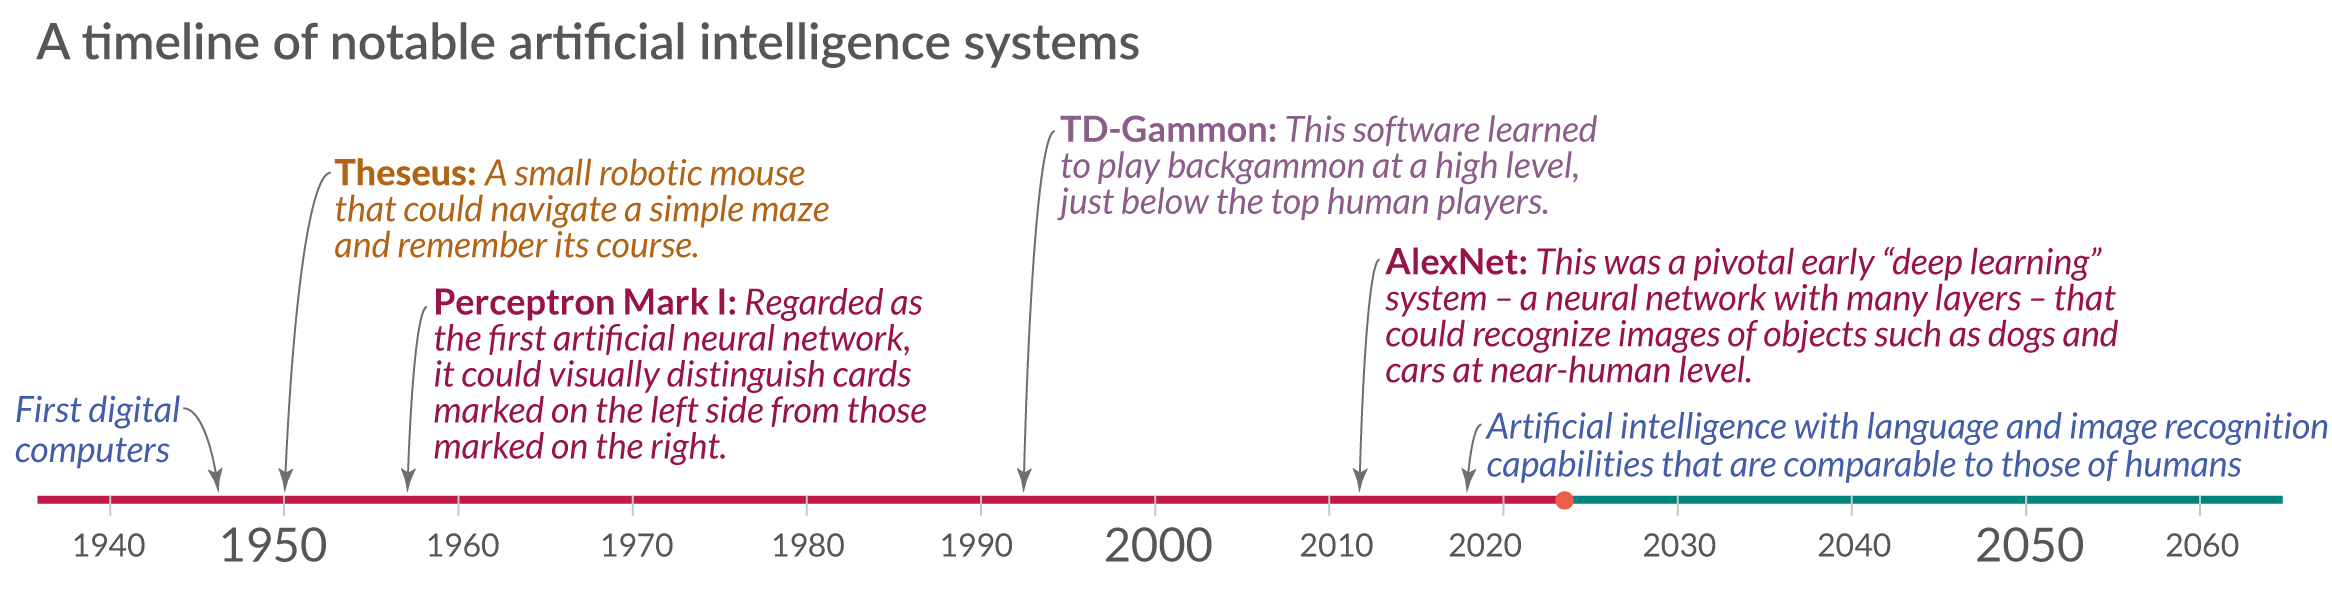 A timeline of notable artificial intelligence systems
TD-Gammon: This software learned
to play backgammon at a high level,
just below the top human players.
Theseus: A small robotic mouse
that could navigate a simple maze
and remember its course.
AlexNet: This was a pivotal early “deep learning”
system – a neural network with many layers – that
could recognize images of objects such as dogs and
cars at near-human level.
Perceptron Mark I: Regarded as
the first artificial neural network,
it could visually distinguish cards
marked on the left side from those
marked on the right.
First digital
computers
Artificial intelligence with language and image recognition
capabilities that are comparable to those of humans
1940 1950 1960 1970 1980 1990 2000 2010 2020 2030 2040 2050 2060